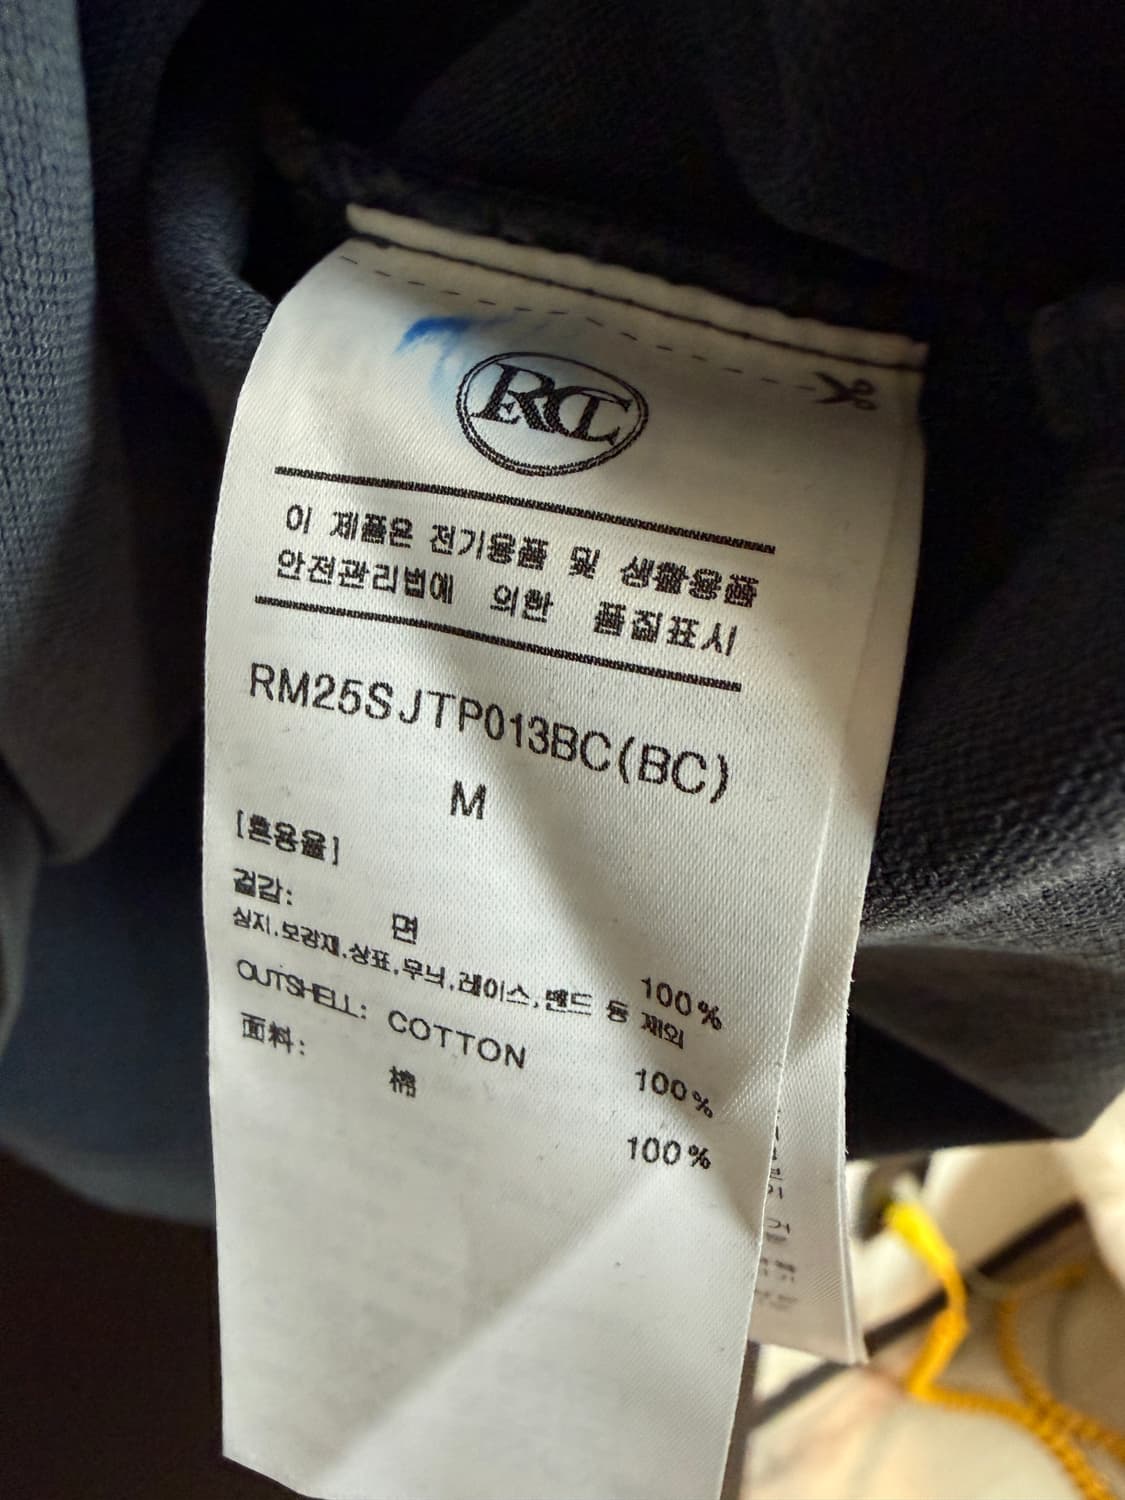 RCT
이 제품은 전기용품 및 생활용품
안전관리법에 의한 품질표시
RM25SJTP013BC(BC)
M
[혼용율]
겉감:
면 100%
심지.보강재.상표.무늬.레이스.밴드 등 제외
OUTSHELL: COTTON 100%
面料:
棉 100%